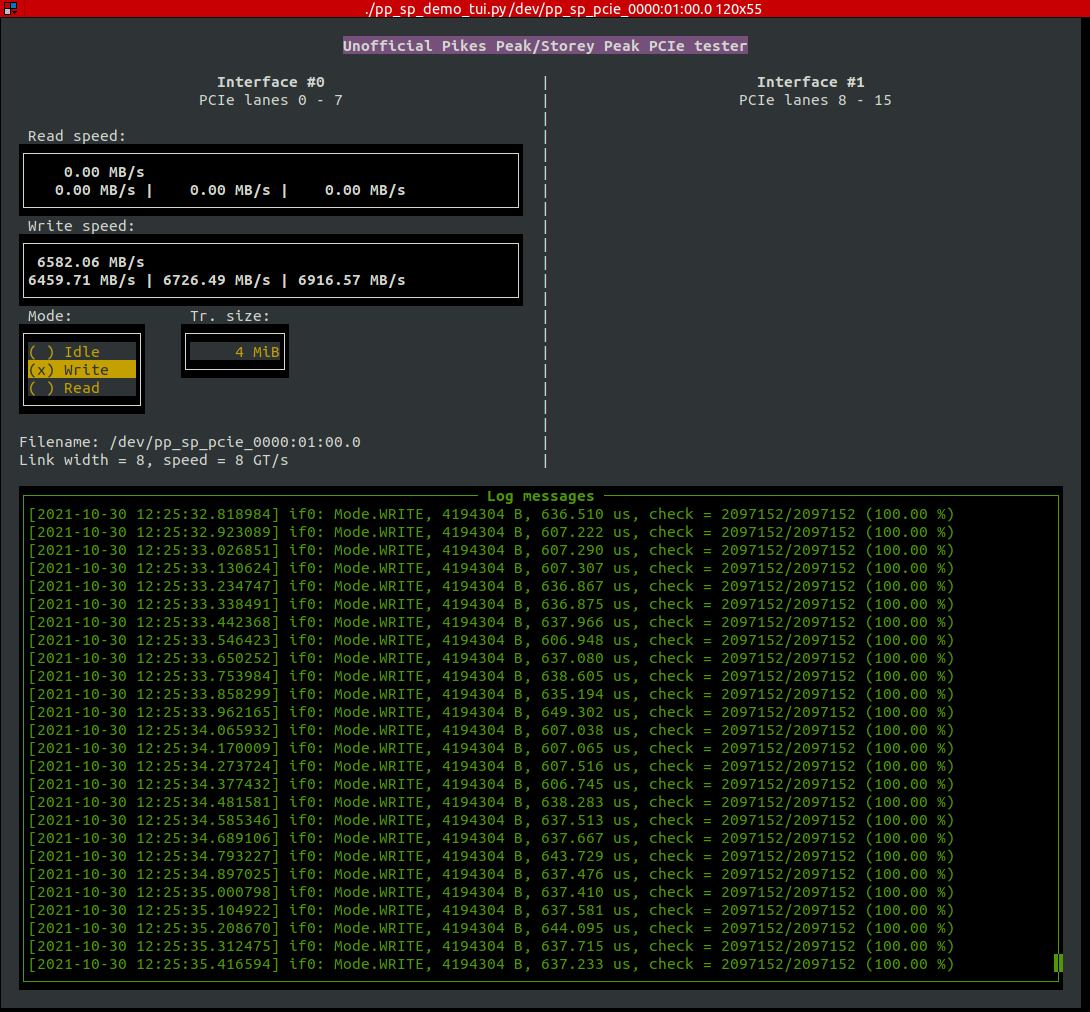 ./pp_sp_demo_tui.py /dev/pp_sp_pcie_0000:01:00.0 120x55
Unofficial Pikes Peak/Storey Peak PCIe tester
Interface #0 | Interface #1
PCIe lanes 0 - 7 | PCIe lanes 8 - 15
Read speed:
0.00 MB/s
0.00 MB/s | 0.00 MB/s | 0.00 MB/s
Write speed:
6582.06 MB/s
6459.71 MB/s | 6726.49 MB/s | 6916.57 MB/s
Mode: Tr. size:
( ) Idle 4 MiB
(x) Write
( ) Read
Filename: /dev/pp_sp_pcie_0000:01:00.0
Link width = 8, speed = 8 GT/s
Log messages
[2021-10-30 12:25:32.818984] if0: Mode.WRITE, 4194304 B, 636.510 us, check = 2097152/2097152 (100.00 %)
[2021-10-30 12:25:32.923089] if0: Mode.WRITE, 4194304 B, 607.222 us, check = 2097152/2097152 (100.00 %)
[2021-10-30 12:25:33.026851] if0: Mode.WRITE, 4194304 B, 607.290 us, check = 2097152/2097152 (100.00 %)
[2021-10-30 12:25:33.130624] if0: Mode.WRITE, 4194304 B, 607.307 us, check = 2097152/2097152 (100.00 %)
[2021-10-30 12:25:33.234747] if0: Mode.WRITE, 4194304 B, 636.867 us, check = 2097152/2097152 (100.00 %)
[2021-10-30 12:25:33.338491] if0: Mode.WRITE, 4194304 B, 636.875 us, check = 2097152/2097152 (100.00 %)
[2021-10-30 12:25:33.442368] if0: Mode.WRITE, 4194304 B, 637.966 us, check = 2097152/2097152 (100.00 %)
[2021-10-30 12:25:33.546423] if0: Mode.WRITE, 4194304 B, 606.948 us, check = 2097152/2097152 (100.00 %)
[2021-10-30 12:25:33.650252] if0: Mode.WRITE, 4194304 B, 637.080 us, check = 2097152/2097152 (100.00 %)
[2021-10-30 12:25:33.753984] if0: Mode.WRITE, 4194304 B, 638.605 us, check = 2097152/2097152 (100.00 %)
[2021-10-30 12:25:33.858299] if0: Mode.WRITE, 4194304 B, 635.194 us, check = 2097152/2097152 (100.00 %)
[2021-10-30 12:25:33.962165] if0: Mode.WRITE, 4194304 B, 649.302 us, check = 2097152/2097152 (100.00 %)
[2021-10-30 12:25:34.065932] if0: Mode.WRITE, 4194304 B, 607.038 us, check = 2097152/2097152 (100.00 %)
[2021-10-30 12:25:34.170009] if0: Mode.WRITE, 4194304 B, 607.065 us, check = 2097152/2097152 (100.00 %)
[2021-10-30 12:25:34.273724] if0: Mode.WRITE, 4194304 B, 607.516 us, check = 2097152/2097152 (100.00 %)
[2021-10-30 12:25:34.377432] if0: Mode.WRITE, 4194304 B, 606.745 us, check = 2097152/2097152 (100.00 %)
[2021-10-30 12:25:34.481581] if0: Mode.WRITE, 4194304 B, 638.283 us, check = 2097152/2097152 (100.00 %)
[2021-10-30 12:25:34.585346] if0: Mode.WRITE, 4194304 B, 637.513 us, check = 2097152/2097152 (100.00 %)
[2021-10-30 12:25:34.689106] if0: Mode.WRITE, 4194304 B, 637.667 us, check = 2097152/2097152 (100.00 %)
[2021-10-30 12:25:34.793227] if0: Mode.WRITE, 4194304 B, 643.729 us, check = 2097152/2097152 (100.00 %)
[2021-10-30 12:25:34.897025] if0: Mode.WRITE, 4194304 B, 637.476 us, check = 2097152/2097152 (100.00 %)
[2021-10-30 12:25:35.000798] if0: Mode.WRITE, 4194304 B, 637.410 us, check = 2097152/2097152 (100.00 %)
[2021-10-30 12:25:35.104922] if0: Mode.WRITE, 4194304 B, 637.581 us, check = 2097152/2097152 (100.00 %)
[2021-10-30 12:25:35.208670] if0: Mode.WRITE, 4194304 B, 644.095 us, check = 2097152/2097152 (100.00 %)
[2021-10-30 12:25:35.312475] if0: Mode.WRITE, 4194304 B, 637.715 us, check = 2097152/2097152 (100.00 %)
[2021-10-30 12:25:35.416594] if0: Mode.WRITE, 4194304 B, 637.233 us, check = 2097152/2097152 (100.00 %)